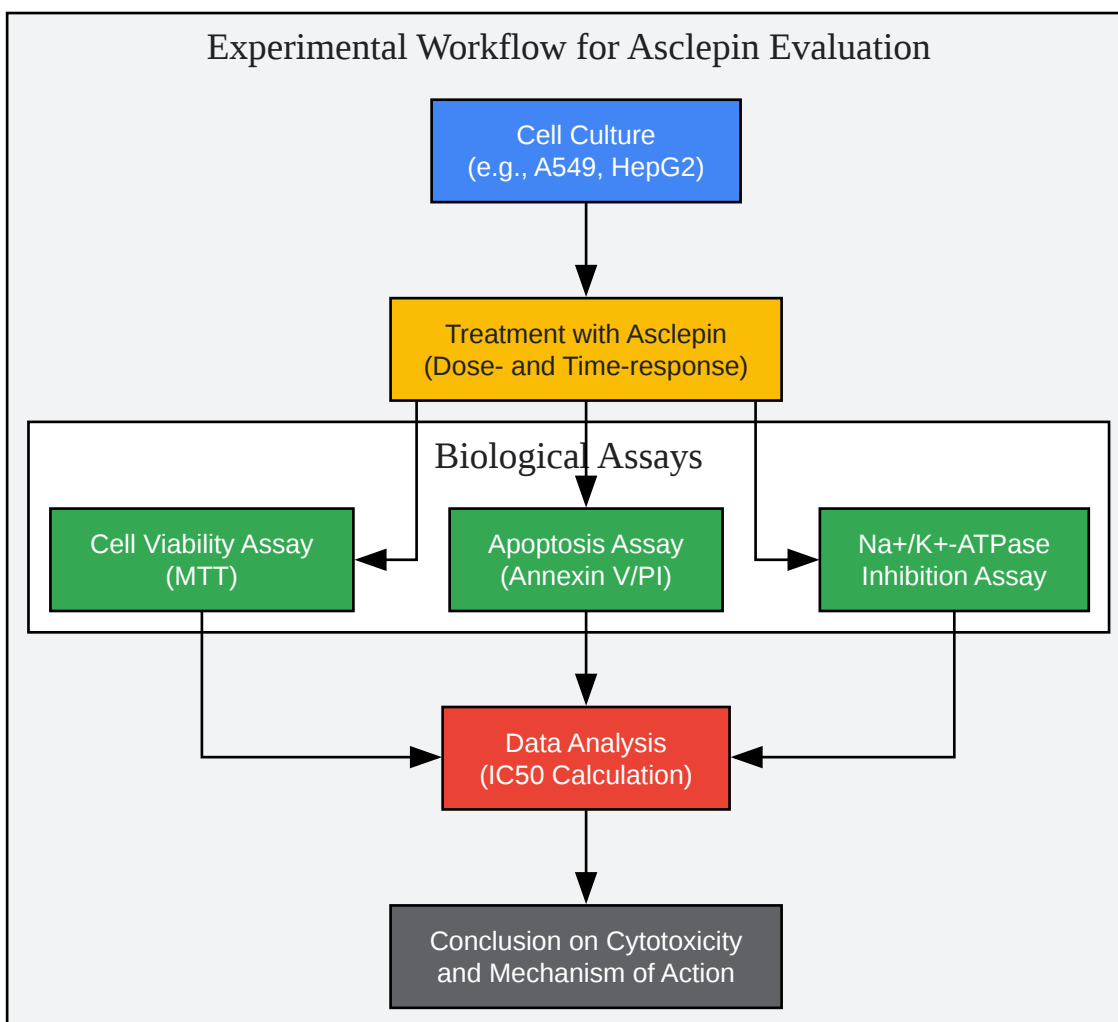 Experimental Workflow for Asclepin Evaluation
Cell Culture
(e.g., A549, HepG2)
Treatment with Asclepin
(Dose- and Time-response)
Biological Assays
Cell Viability Assay
(MTT)
Apoptosis Assay
(Annexin V/PI)
Na+/K+-ATPase
Inhibition Assay
Data Analysis
(IC50 Calculation)
Conclusion on Cytotoxicity
and Mechanism of Action